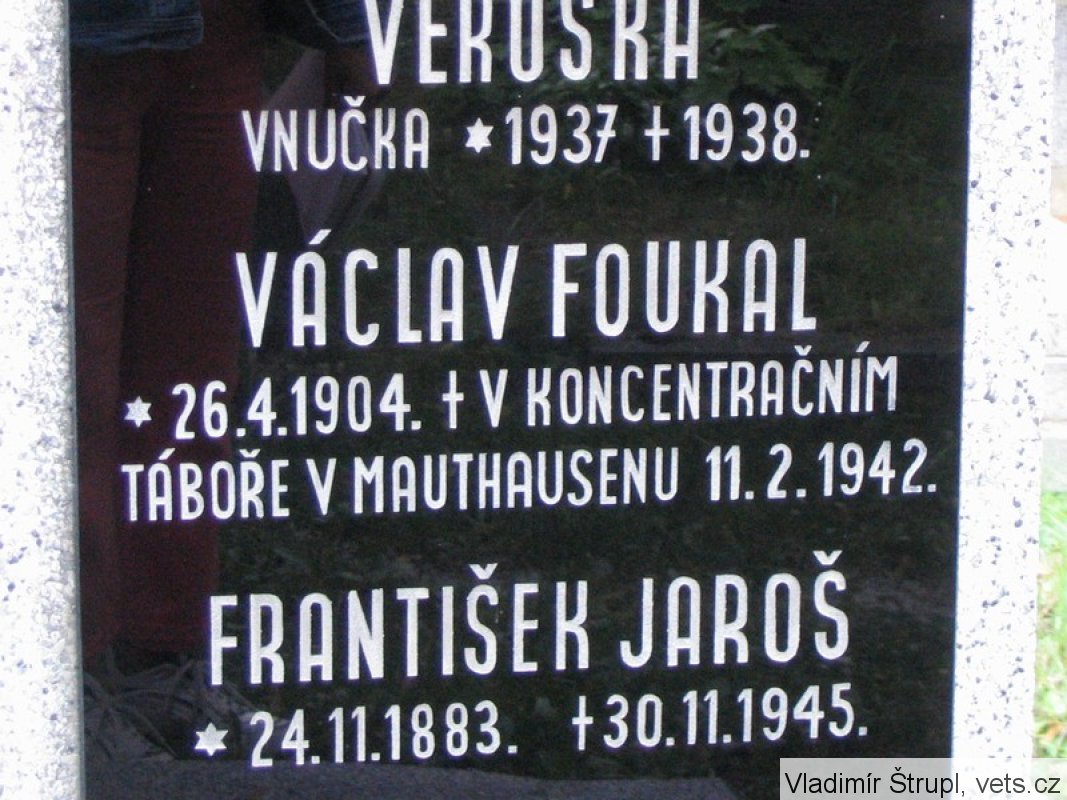 VERUŠKA
VNUČKA *1937 †1938.
VÁCLAV FOUKAL
* 26.4.1904. † V KONCENTRAČNÍM
TÁBOŘE V MAUTHAUSENU 11.2.1942.
FRANTIŠEK JAROŠ
* 24.11.1883. †30.11.1945.
Vladimír Štrupl, vets.cz